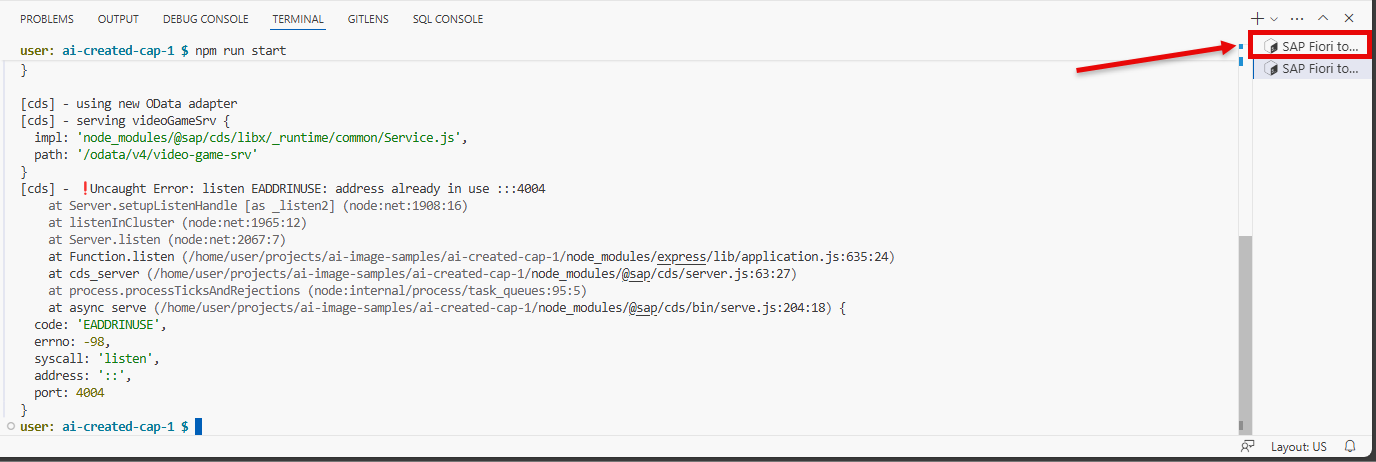 PROBLEMS OUTPUT DEBUG CONSOLE TERMINAL GITLENS SQL CONSOLE
user: ai-created-cap-1 $ npm run start
SAP Fiori to...
}
SAP Fiori to...
[cds] - using new OData adapter
[cds] - serving videoGameSrv {
impl: 'node_modules/@sap/cds/libx/_runtime/common/Service.js',
path: '/odata/v4/video-game-srv'
}
[cds] - ❗Uncaught Error: listen EADDRINUSE: address already in use :::4004
at Server.setupListenHandle [as _listen2] (node:net:1908:16)
at listenInCluster (node:net:1965:12)
at Server.listen (node:net:2067:7)
at Function.listen (/home/user/projects/ai-image-samples/ai-created-cap-1/node_modules/express/lib/application.js:635:24)
at cds_server (/home/user/projects/ai-image-samples/ai-created-cap-1/node_modules/@sap/cds/server.js:63:27)
at process.processTicksAndRejections (node:internal/process/task_queues:95:5)
at async serve (/home/user/projects/ai-image-samples/ai-created-cap-1/node_modules/@sap/cds/bin/serve.js:204:18) {
code: 'EADDRINUSE',
errno: -98,
syscall: 'listen',
address: '::',
port: 4004
}
user: ai-created-cap-1 $
Layout: US